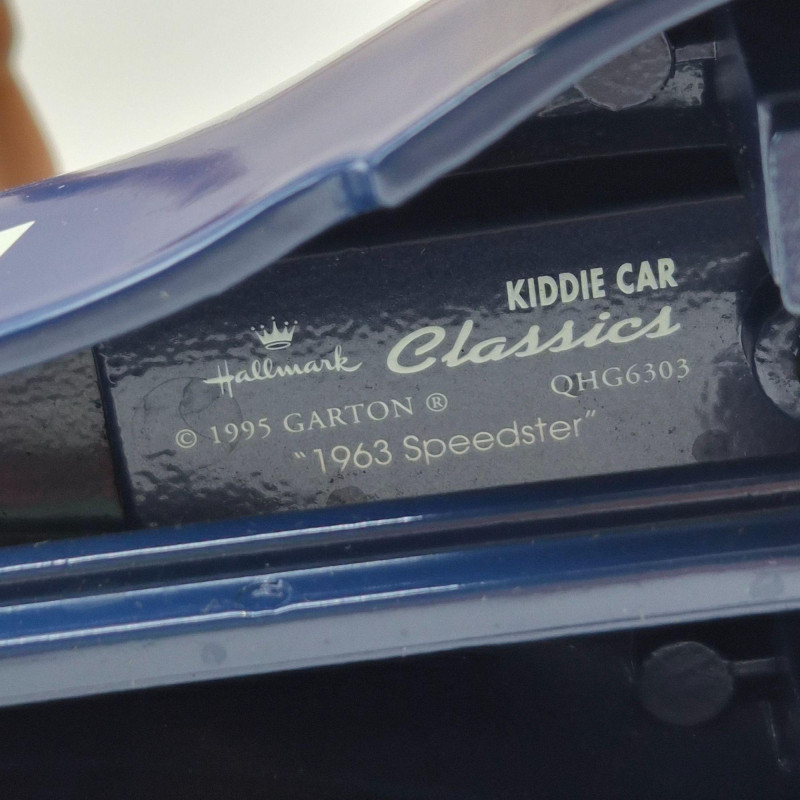 KIDDIE CAR
Hallmark Classics
QHG6303
© 1995 GARTON ®
“1963 Speedster”